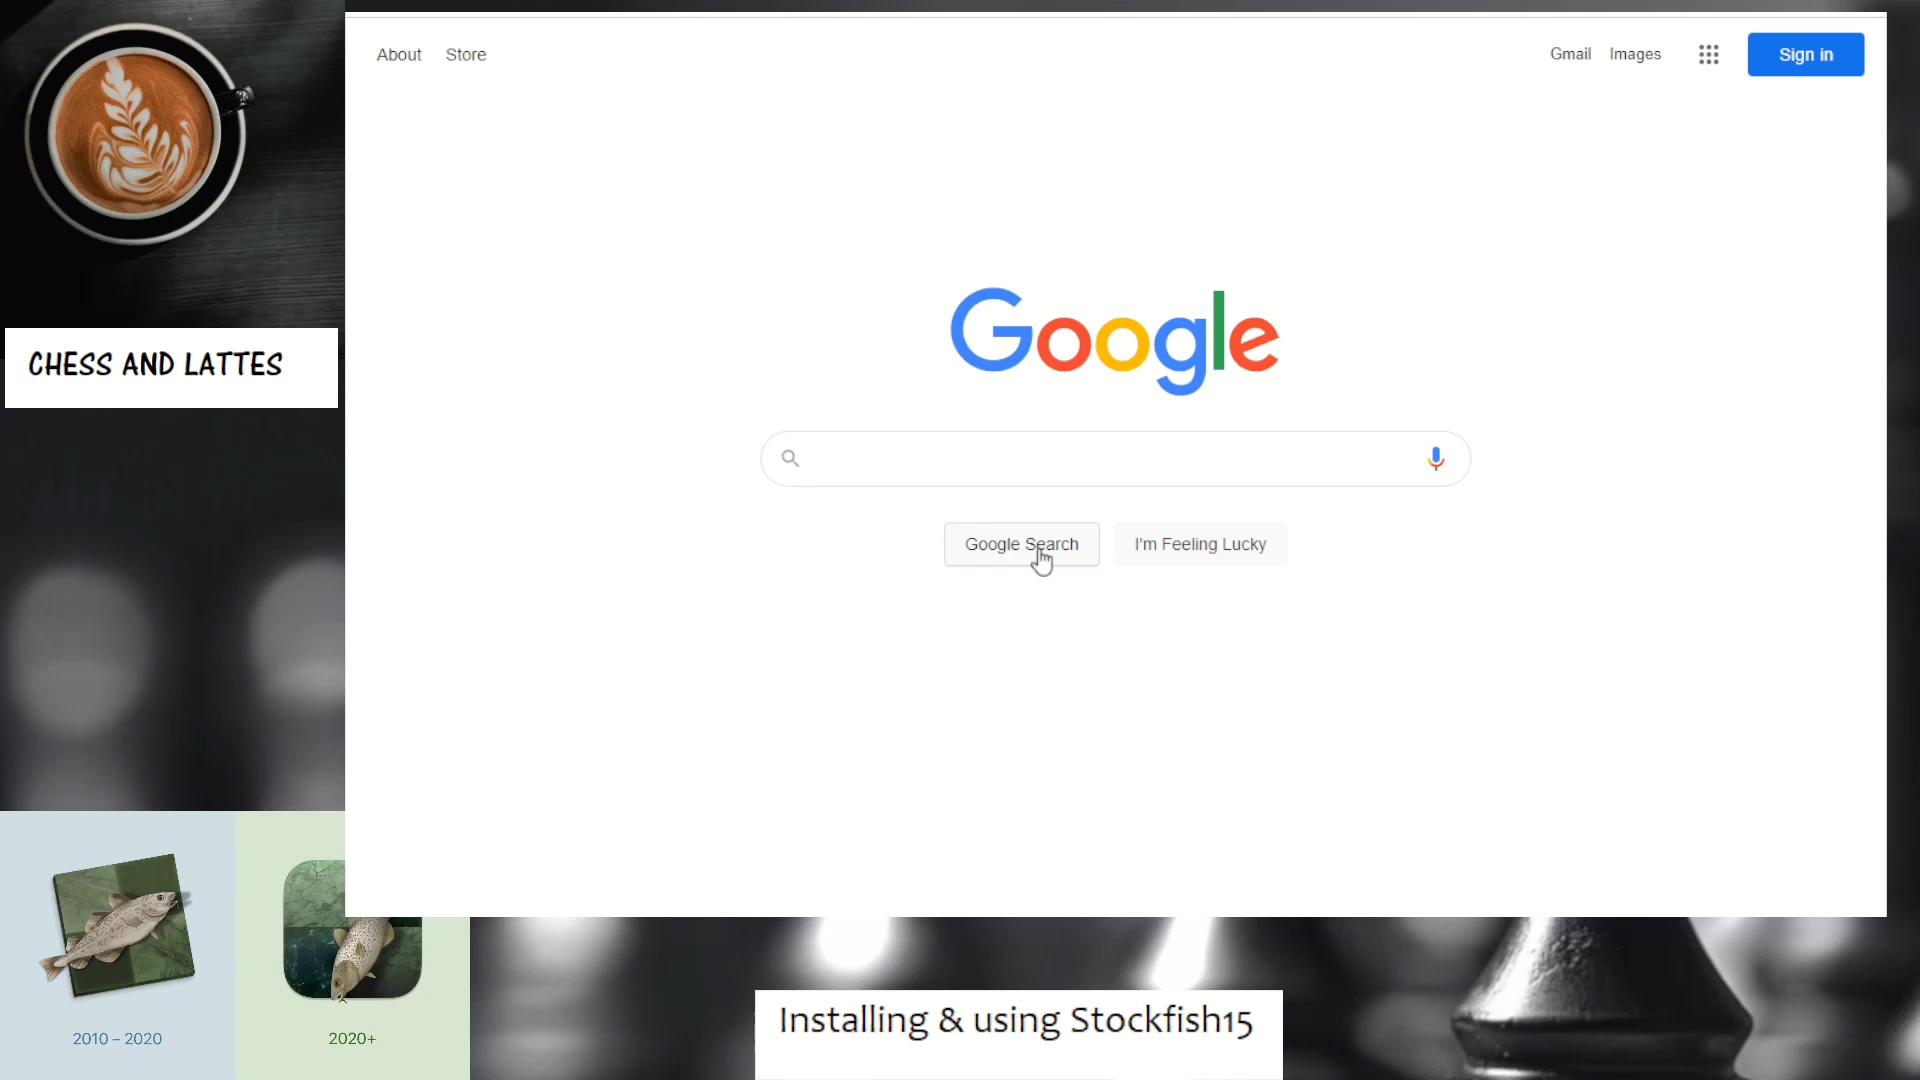 About Store
Gmail Images
Sign in
CHESS AND LATTES
Google
Google Search
I'm Feeling Lucky
2010 – 2020
2020+
Installing & using Stockfish15